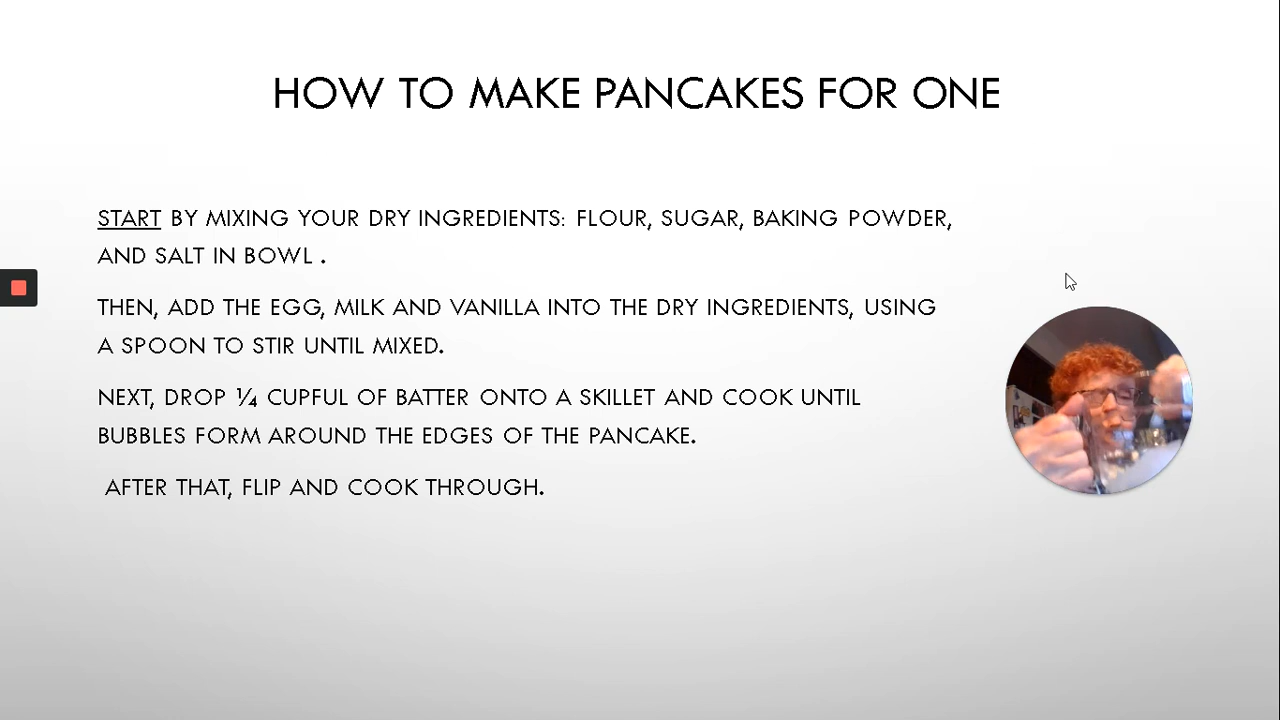 HOW TO MAKE PANCAKES FOR ONE
START BY MIXING YOUR DRY INGREDIENTS: FLOUR, SUGAR, BAKING POWDER,
AND SALT IN BOWL .
THEN, ADD THE EGG, MILK AND VANILLA INTO THE DRY INGREDIENTS, USING
A SPOON TO STIR UNTIL MIXED.
NEXT, DROP ¼ CUPFUL OF BATTER ONTO A SKILLET AND COOK UNTIL
BUBBLES FORM AROUND THE EDGES OF THE PANCAKE.
AFTER THAT, FLIP AND COOK THROUGH.